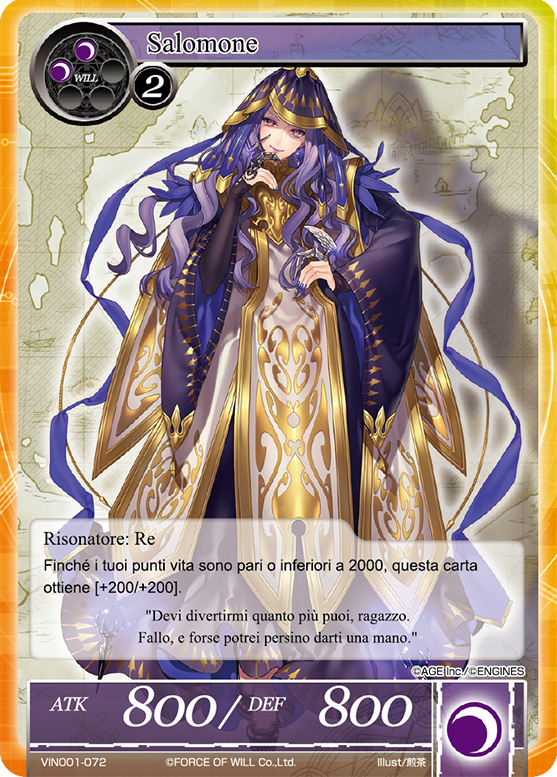 Salomone
WILL
2
Risonatore: Re
Finché i tuoi punti vita sono pari o inferiori a 2000, questa carta
ottiene [+200/+200].
"Devi divertirmi quanto più puoi, ragazzo.
Fallo, e forse potrei persino darti una mano."
©AGE Inc./©ENGINES
ATK 800/ DEF 800
VIN001-072 ©FORCE OF WILL Co.,Ltd. Illust/煎茶